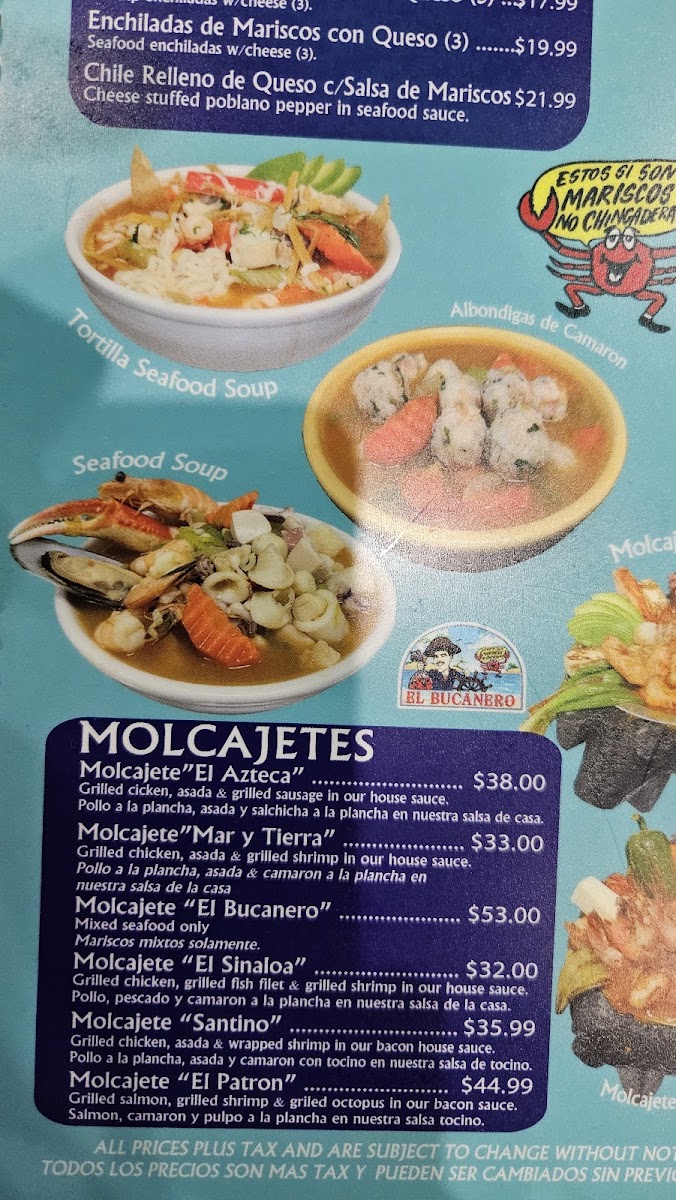 $17.99
Enchiladas de Mariscos con Queso (3) .......$19.99
Seafood enchiladas w/cheese (3).
Chile Relleno de Queso c/Salsa de Mariscos $21.99
Cheese stuffed poblano pepper in seafood sauce.
ESTOS SI SON
MARISCOS
NO CHINGADERA
Tortilla Seafood Soup
Albondigas de Camaron
Seafood Soup
EL BUCANERO
MOLCAJETES
Molcajete"El Azteca" .......................... $38.00
Grilled cicken, asada & grilled sausage in our house sauce.
Pollo a la plancha, asada y salchicha a la plancha en nuestra salsa de casa.
Molcajete"Mar y Tierra" ..................... $33.00
Grilled chicken, asada & grilled shrimp in our house sauce.
Pollo a la plancha, asada & camaron a la plancha en
nuestra salsa de la casa
Molcajete "El Bucanero" ..................... $53.00
Mixed seafood only
Mariscos mixtos solamente.
Molcajete "El Sinaloa" ......................... $32.00
Grilled chicken, grilled fish filet & grilled shrimp in our house sauce.
Pollo, pescado y camaron a la plancha en nuestra salsa de la casa.
Molcajete "Santino" ............................. $35.99
Grilled chicken, asada & wrapped shrimp in our bacon house sauce.
Pollo a la plancha, asada y camaron con tocino en nuestra salsa de tocino.
Molcajete "El Patron" ......................... $44.99
Grilled salmon, grilled shrimp & griled octopus in our bacon sauce.
Salmon, camaron y pulpo a la plancha en nuestra salsa tocino.
Molcajete
ALL PRICES PLUS TAX AND ARE SUBJECT TO CHANGE WITHOUT
TODOS LOS PRECIOS SON MAS TAX Y PUEDEN SER CAMBIADOS SIN